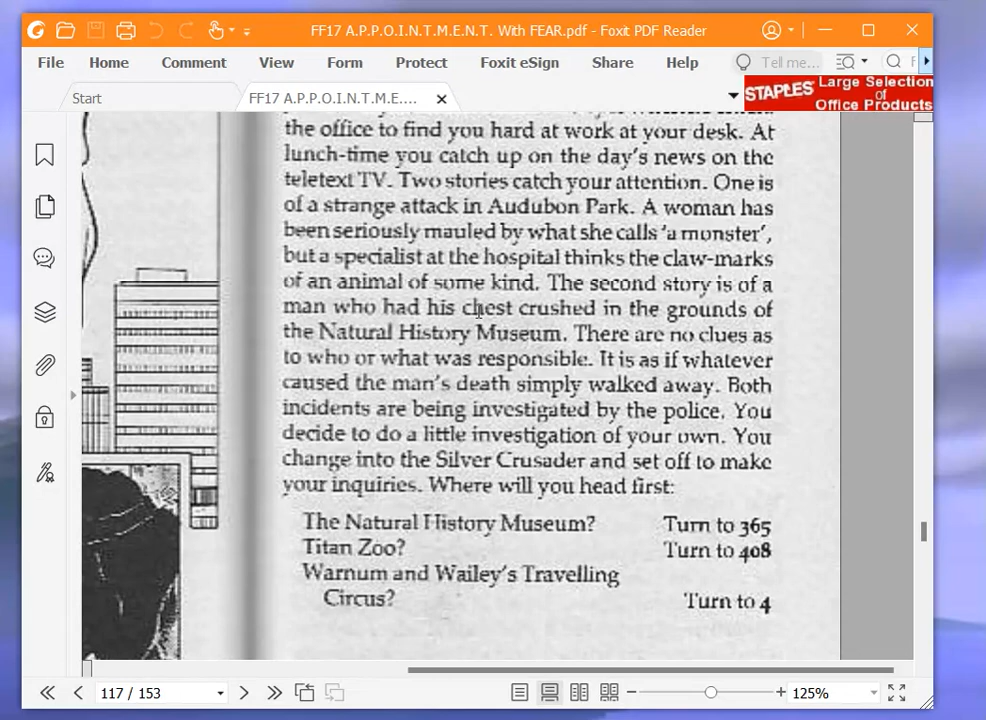 FF17 A.P.P.O.I.N.T.M.E.N.T. With FEAR.pdf - Foxit PDF Reader
File Home Comment View Form Protect Foxit eSign Share Help Tell me... F
Start FF17 A.P.P.O.I.N.T.M.E.... STAPLES Large Selection
of
Office Products
the office to find you hard at work at your desk. At
lunch-time you catch up on the day's news on the
teletext TV. Two stories catch your attention. One is
of a strange attack in Audubon Park. A woman has
been seriously mauled by what she calls 'a monster',
but a specialist at the hospital thinks the claw-marks
of an animal of some kind. The second story is of a
man who had his chest crushed in the grounds of
the Natural History Museum. There are no clues as
to who or what was responsible. It is as if whatever
caused the man's death simply walked away. Both
incidents are being investigated by the police. You
decide to do a little investigation of your own. You
change into the Silver Crusader and set off to make
your inquiries. Where will you head first:
The Natural History Museum? Turn to 365
Titan Zoo? Turn to 408
Warnum and Wailey's Travelling
Circus? Turn to 4
117 / 153 125%